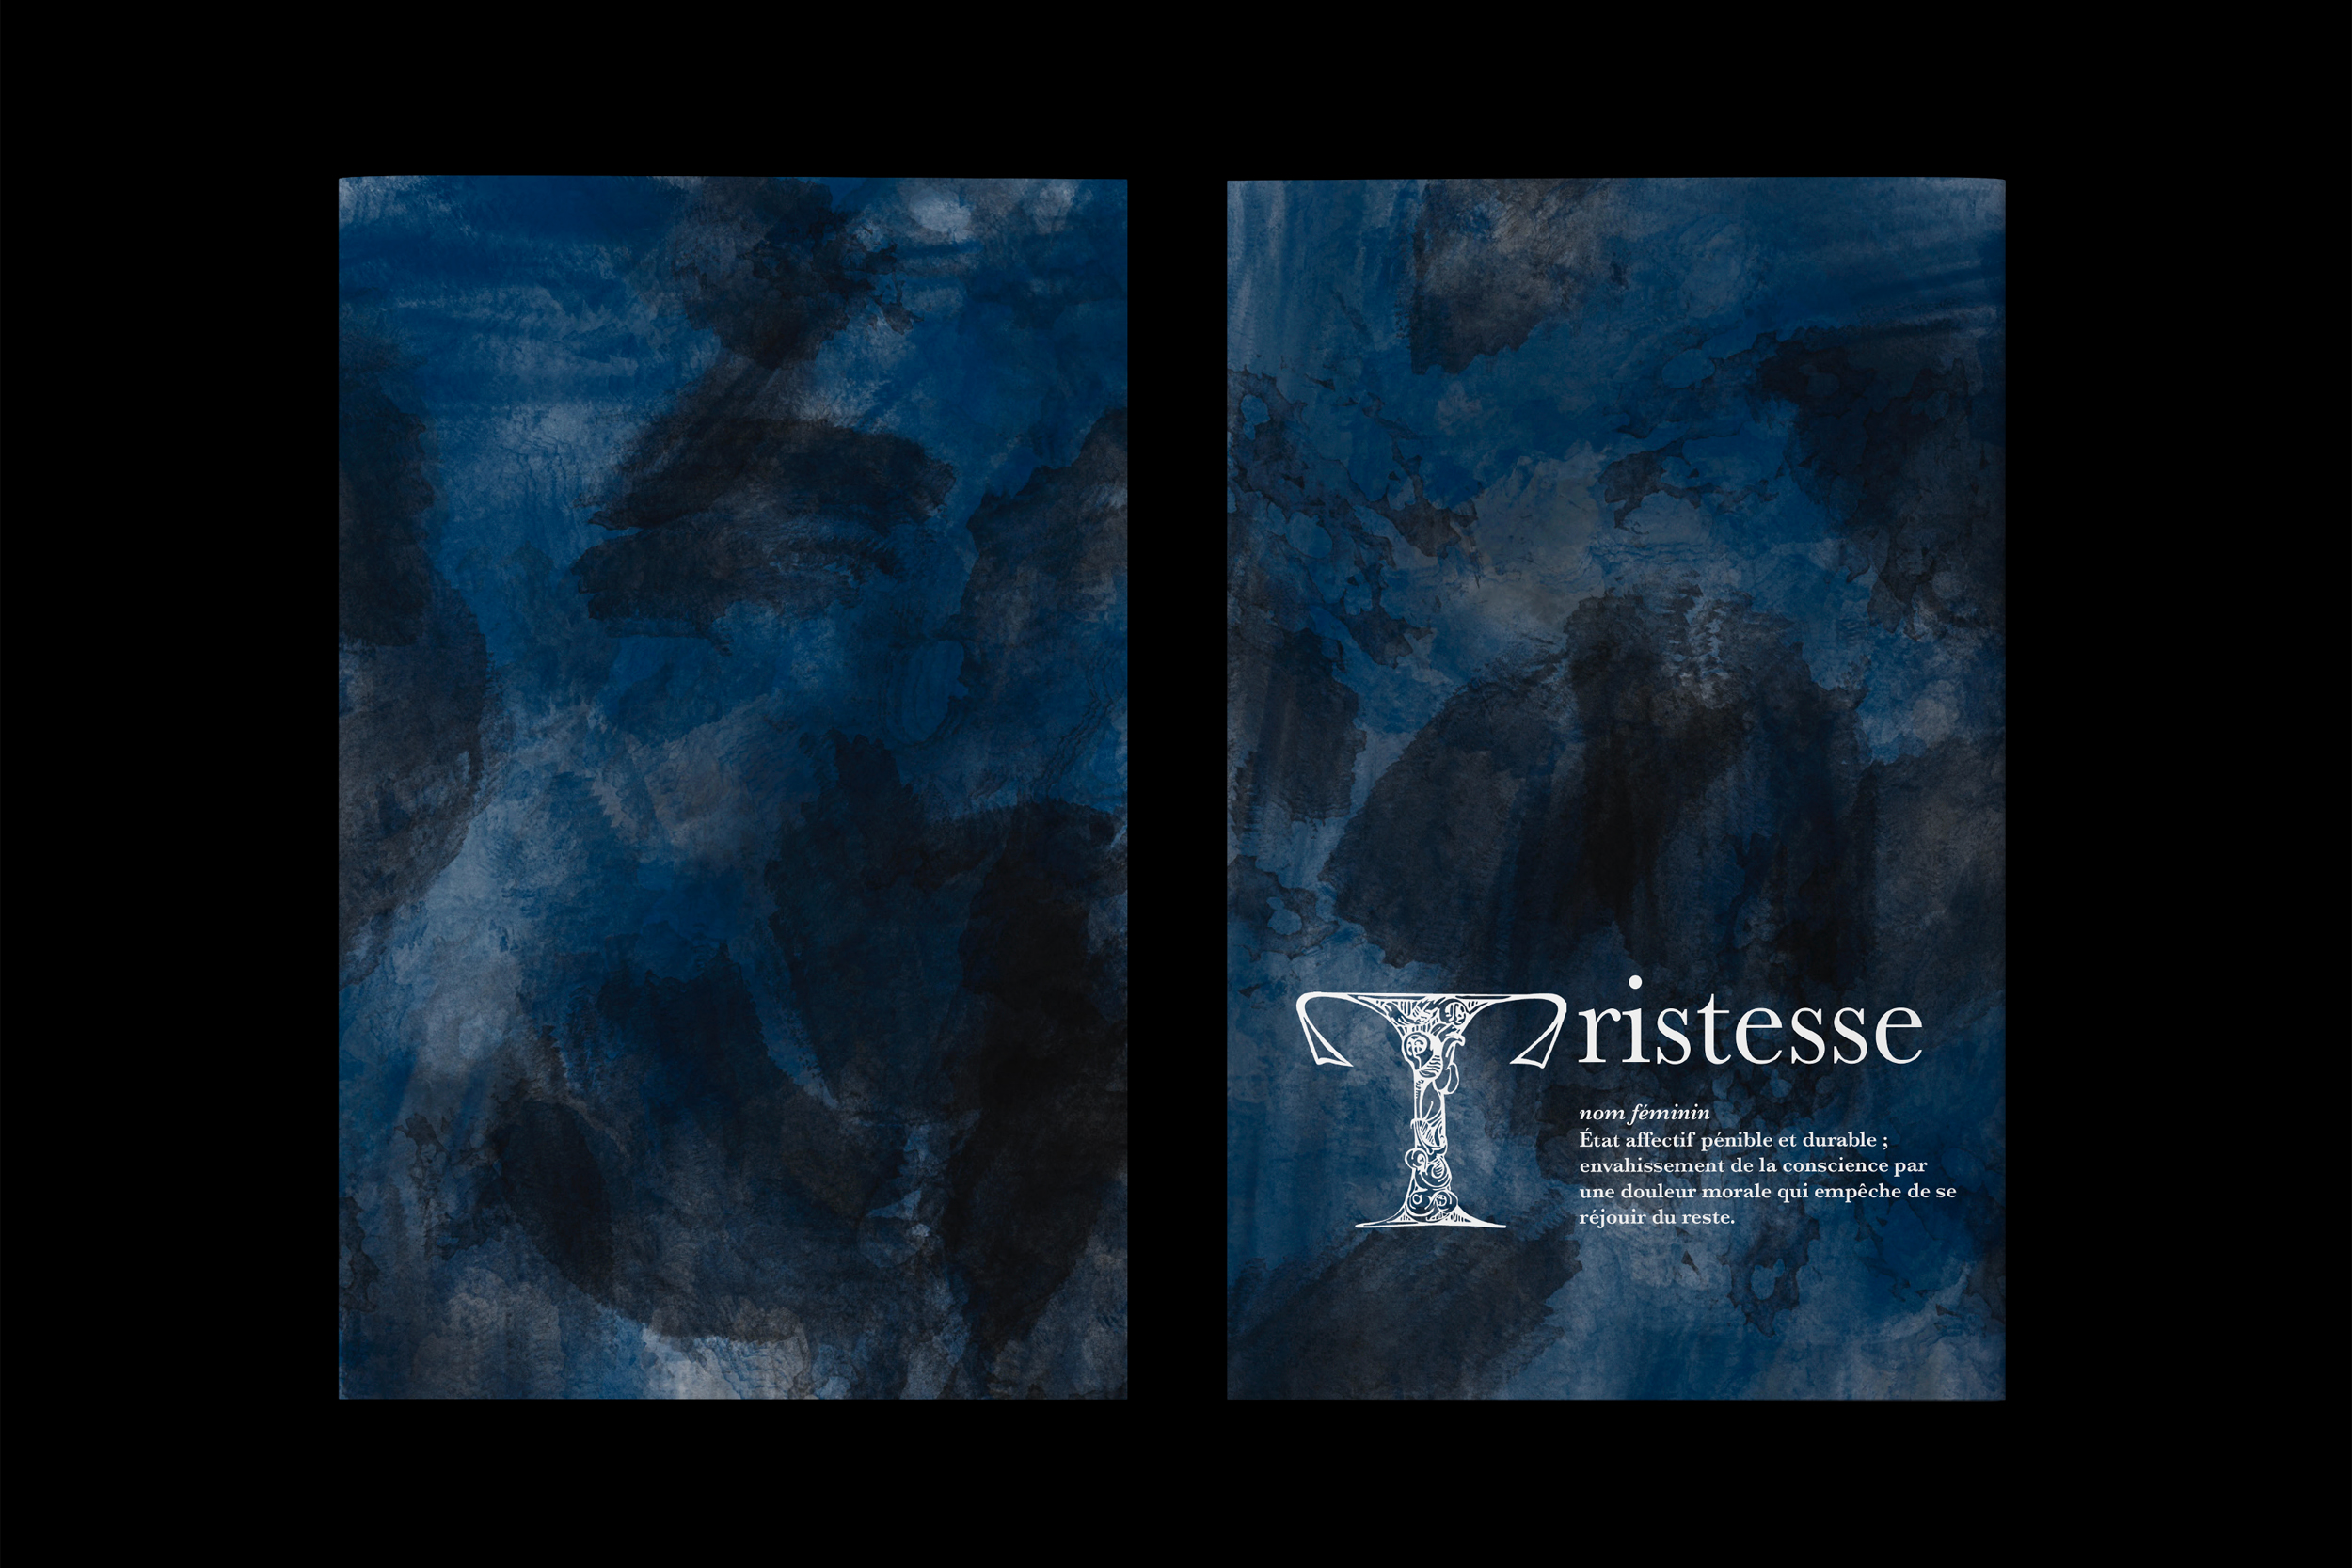 Tristesse
nom féminin
État affectif pénible et durable ;
envahissement de la conscience par
une douleur morale qui empêche de se
réjouir du reste.